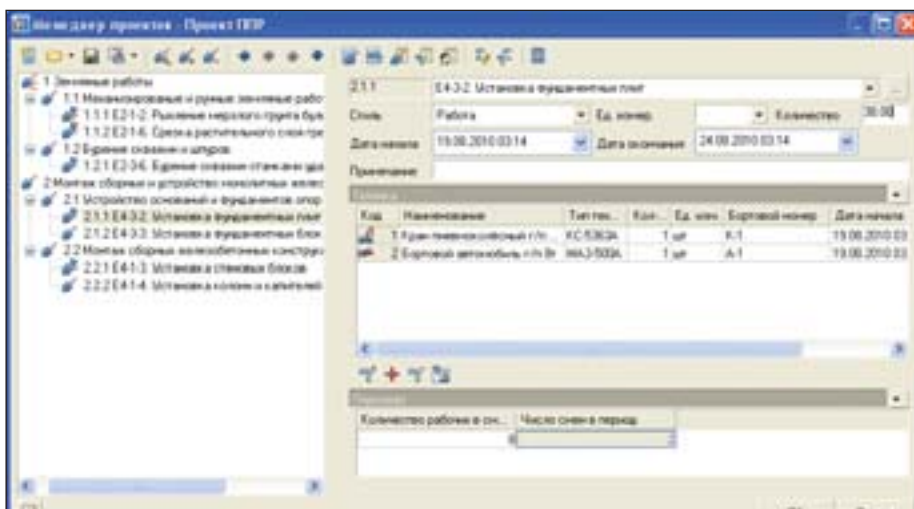 Менеджер проектов - Проект ППР
1 Земляные работы
1.1 Механизированные и ручные земляные рабо
1.1.1 Е2-1-2. Рыхление мерзлого грунта буль
1.1.2 Е2-1-6. Срезка растительного слоя гре
1.2 Бурение скважин и шпуров
1.2.1 Е2-3-6. Бурение скважин станками уда
2 Монтаж сборных и устройство монолитных желез
2.1 Устройство оснований и фундаментов опор
2.1.1 Е4-3-2. Установка фундаментных плит
2.1.2 Е4-3-3. Установка фундаментных блок
2.2 Монтаж сборных железобетонных конструкци
2.2.1 Е4-1-3. Установка стеновых блоков
2.2.2 Е4-1-4. Установка колонн и капителей
2.1.1 Е4-3-2. Установка фундаментных плит
Стиль Работа Ед. измер. Количество 30.00
Дата начала 19.08.2010 03:14 Дата окончания 24.08.2010 03:14
Примечание
Код Наименование Тип тех... Кол... Ед. изм. Бортовой номер Дата начала
1 Кран пневмоколесный г/п ... КС-5363А 1 шт К-1 19.08.2010 03
2 Бортовой автомобиль г/п 8т МАЗ-500А 1 шт А-1 19.08.2010 03
Количество рабочих в см... Число смен в период